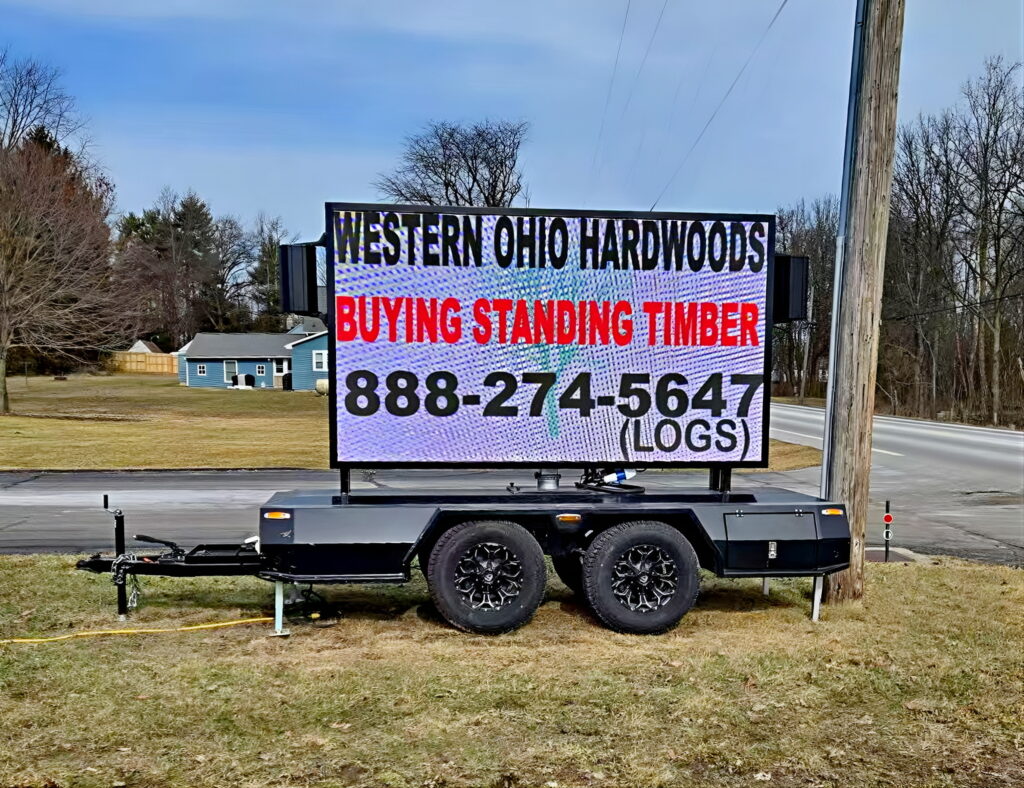 WESTERN OHIO HARDWOODS
BUYING STANDING TIMBER
888-274-5647
(LOGS)